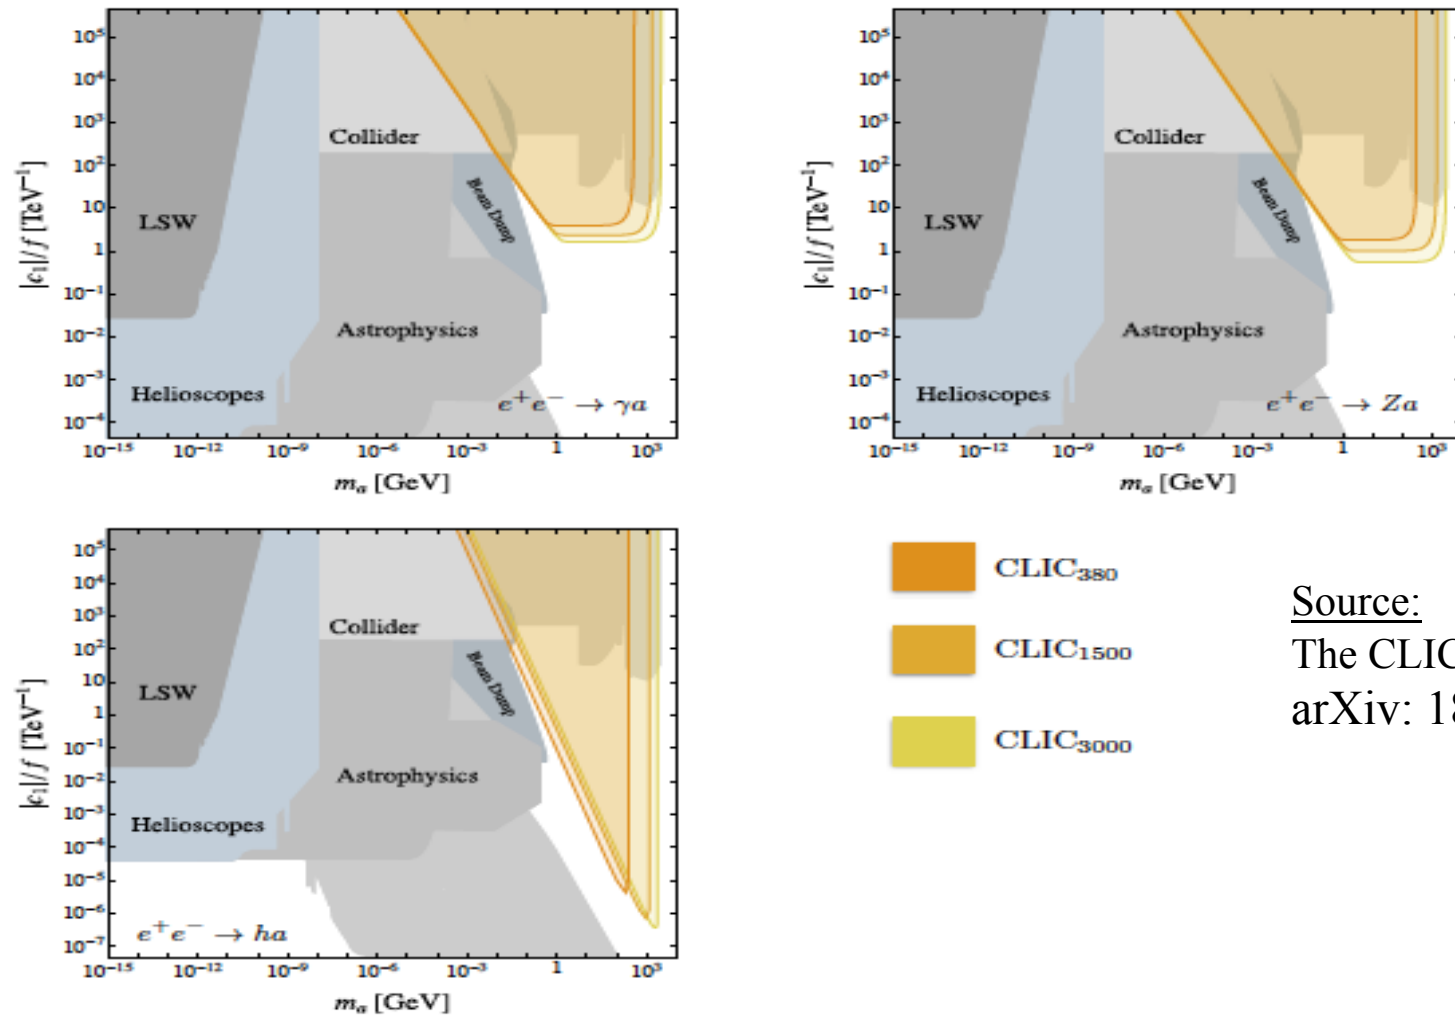 10⁵
10⁴
10³
10²
10
1
10⁻¹
10⁻²
10⁻³
10⁻⁴
|c₁|/f [TeV⁻¹]
Collider
LSW
Beam Dump
Astrophysics
Helioscopes
e⁺e⁻ → γa
10⁻¹⁵ 10⁻¹² 10⁻⁹ 10⁻⁶ 10⁻³ 1 10³
mₐ [GeV]
10⁵
10⁴
10³
10²
10
1
10⁻¹
10⁻²
10⁻³
10⁻⁴
|c₁|/f [TeV⁻¹]
Collider
LSW
Beam Dump
Astrophysics
Helioscopes
e⁺e⁻ → Za
10⁻¹⁵ 10⁻¹² 10⁻⁹ 10⁻⁶ 10⁻³ 1 10³
mₐ [GeV]
10⁵
10⁴
10³
10²
10
1
10⁻¹
10⁻²
10⁻³
10⁻⁴
10⁻⁵
10⁻⁶
10⁻⁷
|c₁|/f [TeV⁻¹]
Collider
LSW
Beam Dump
Astrophysics
Helioscopes
e⁺e⁻ → ha
10⁻¹⁵ 10⁻¹² 10⁻⁹ 10⁻⁶ 10⁻³ 1 10³
mₐ [GeV]
CLIC₃₈₀
CLIC₁₅₀₀
CLIC₃₀₀₀
Source:
The CLIC
arXiv: 18